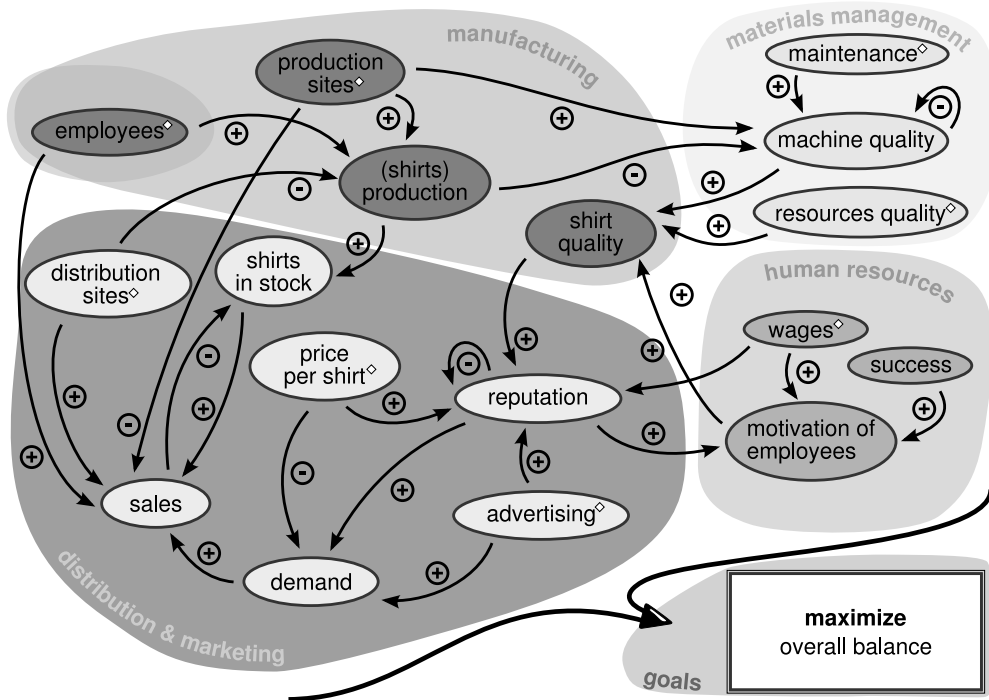 manufacturing
materials management
production
sites◇
maintenance◇
+
+
-
employees◇
+
+
machine quality
(shirts)
production
-
-
+
resources quality◇
+
shirt
quality
+
distribution
sites◇
shirts
in stock
human resources
+
wages◇
-
price
per shirt◇
-
+
+
success
+
+
+
+
reputation
+
+
-
motivation of
employees
+
-
+
+
sales
advertising◇
+
demand
+
distribution & marketing
maximize
overall balance
goals